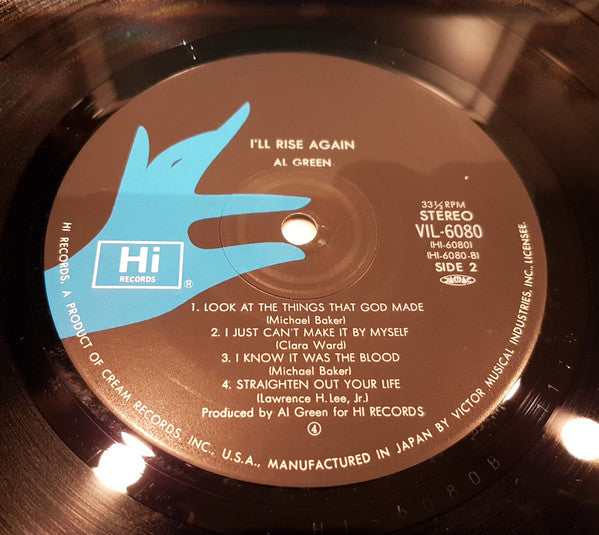 I'LL RISE AGAIN
AL GREEN
33⅓ RPM
STEREO
VIL-6080
(HI-6080)
(HI-6080-B)
SIDE 2
Hi
RECORDS
®
1. LOOK AT THE THINGS THAT GOD MADE
(Michael Baker)
2. I JUST CAN'T MAKE IT BY MYSELF
(Clara Ward)
3. I KNOW IT WAS THE BLOOD
(Michael Baker)
4. STRAIGHTEN OUT YOUR LIFE
(Lawrence H. Lee, Jr.)
Produced by Al Green for HI RECORDS
④
HI RECORDS, A PRODUCT OF CREAM RECORDS, INC., U.S.A., MANUFACTURED IN JAPAN BY VICTOR MUSICAL INDUSTRIES, INC. LICENSEE.
HI-6080B